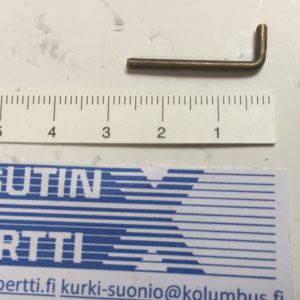 5 4 3 2 1
UTIN
RTTI
pertti.fi kurki-suonio@kolumbus.fi